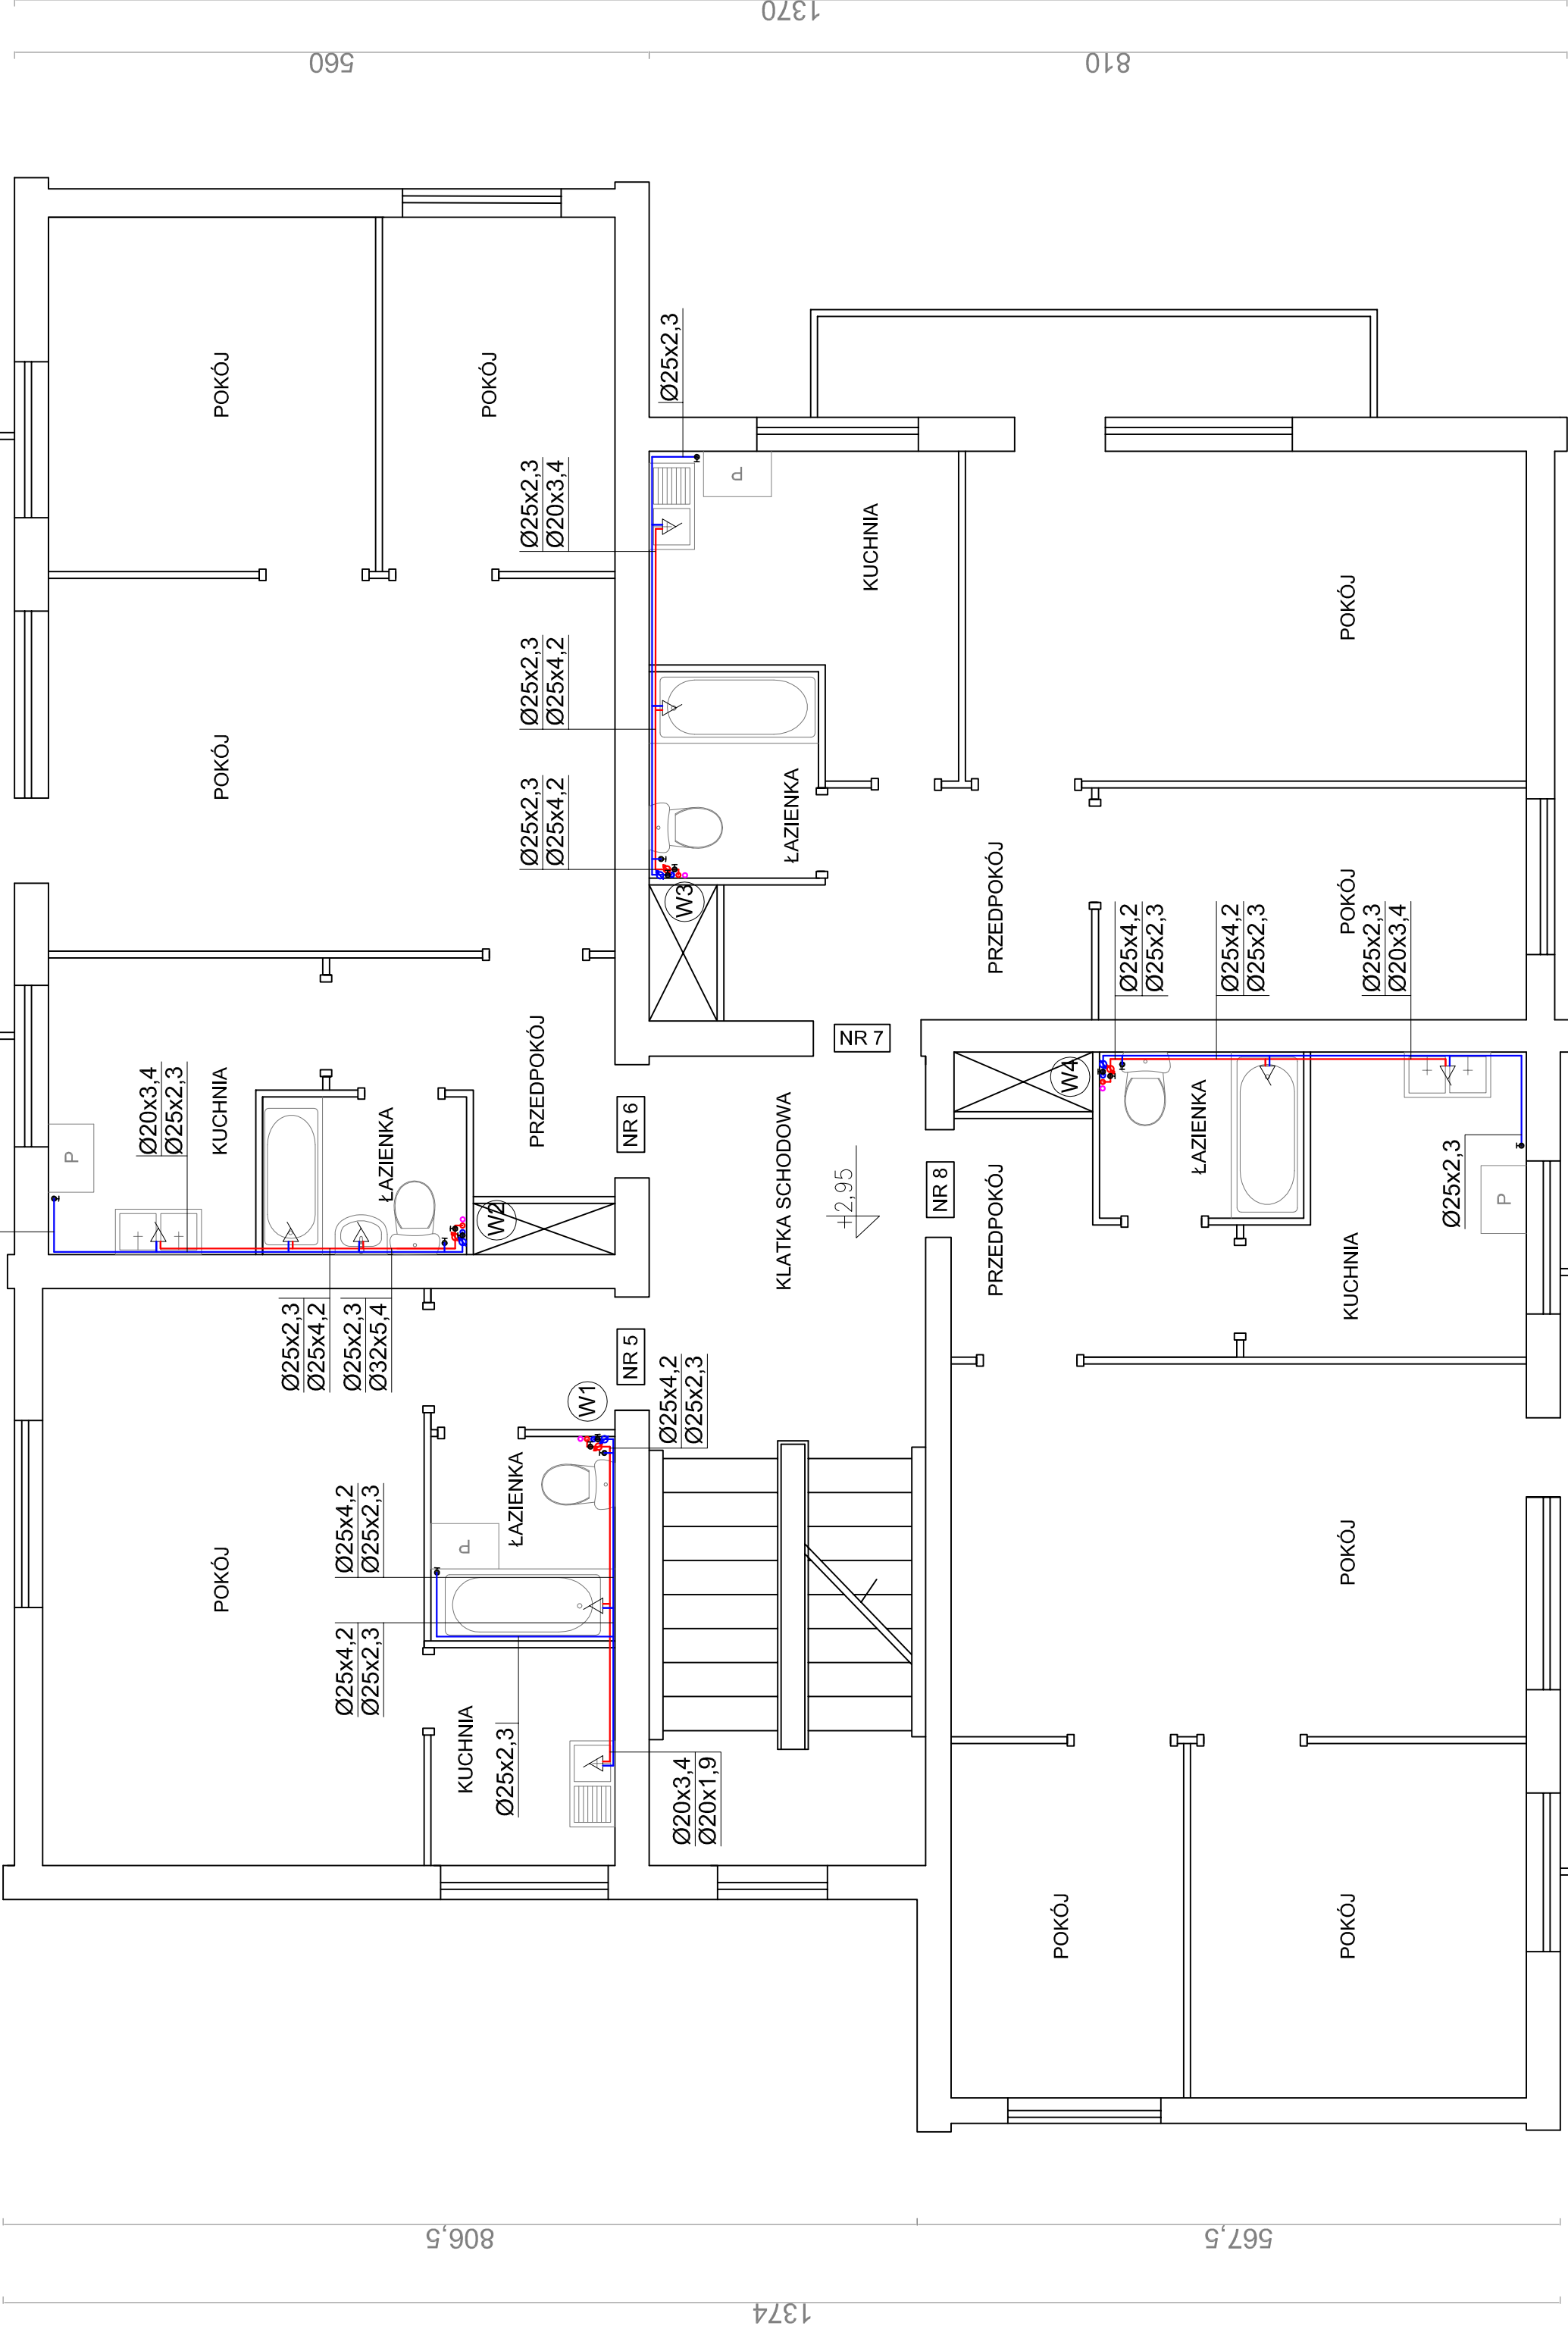 1370
560
810
POKÓJ
POKÓJ
Ø25x2,3
Ø25x2,3
Ø20x3,4
P
KUCHNIA
POKÓJ
Ø25x2,3
Ø25x4,2
POKÓJ
Ø25x2,3
Ø25x4,2
ŁAZIENKA
W3
PRZEDPOKÓJ
POKÓJ
Ø25x4,2
Ø25x2,3
Ø25x4,2
Ø25x2,3
Ø25x2,3
Ø20x3,4
NR 7
W4
Ø20x3,4
Ø25x2,3
KUCHNIA
PRZEDPOKÓJ
P
ŁAZIENKA
NR 6
W2
KLATKA SCHODOWA
+2,95
NR 8
PRZEDPOKÓJ
ŁAZIENKA
Ø25x2,3
P
KUCHNIA
Ø25x2,3
Ø25x4,2
Ø25x2,3
Ø32x5,4
NR 5
W1
Ø25x4,2
Ø25x2,3
ŁAZIENKA
P
Ø25x4,2
Ø25x2,3
POKÓJ
POKÓJ
Ø25x4,2
Ø25x2,3
KUCHNIA
Ø25x2,3
Ø20x3,4
Ø20x1,9
POKÓJ
POKÓJ
806,5
567,5
1374